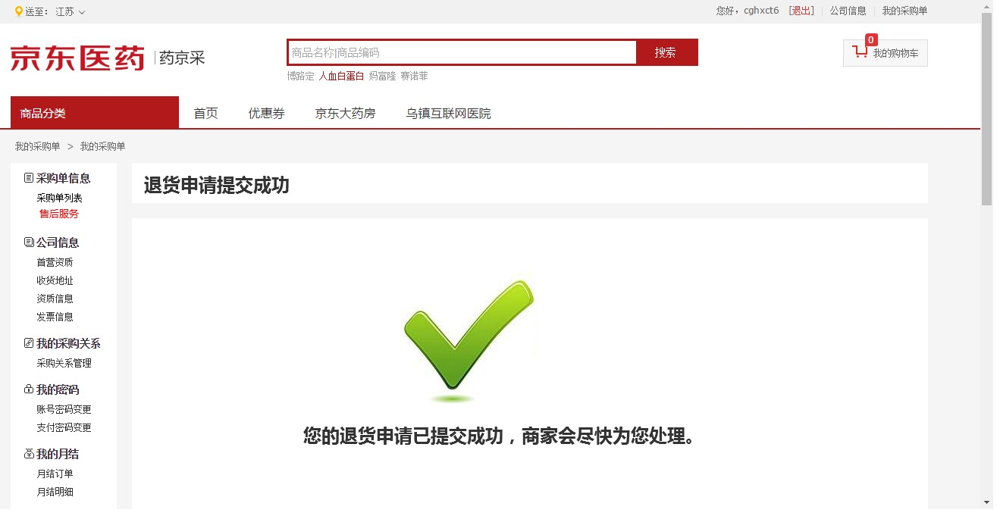 送至： 江苏
您好，cghxct6 [退出] 公司信息 我的采购单
京东医药 药京采
商品名称|商品编码 搜索
0 我的购物车
博路定 人血白蛋白 妈富隆 赛诺菲
商品分类 首页 优惠券 京东大药房 乌镇互联网医院
我的采购单 > 我的采购单
采购单信息
采购单列表
售后服务
公司信息
首营资质
收货地址
资质信息
发票信息
我的采购关系
采购关系管理
我的密码
账号密码变更
支付密码变更
我的月结
月结订单
月结明细
退货申请提交成功
您的退货申请已提交成功，商家会尽快为您处理。